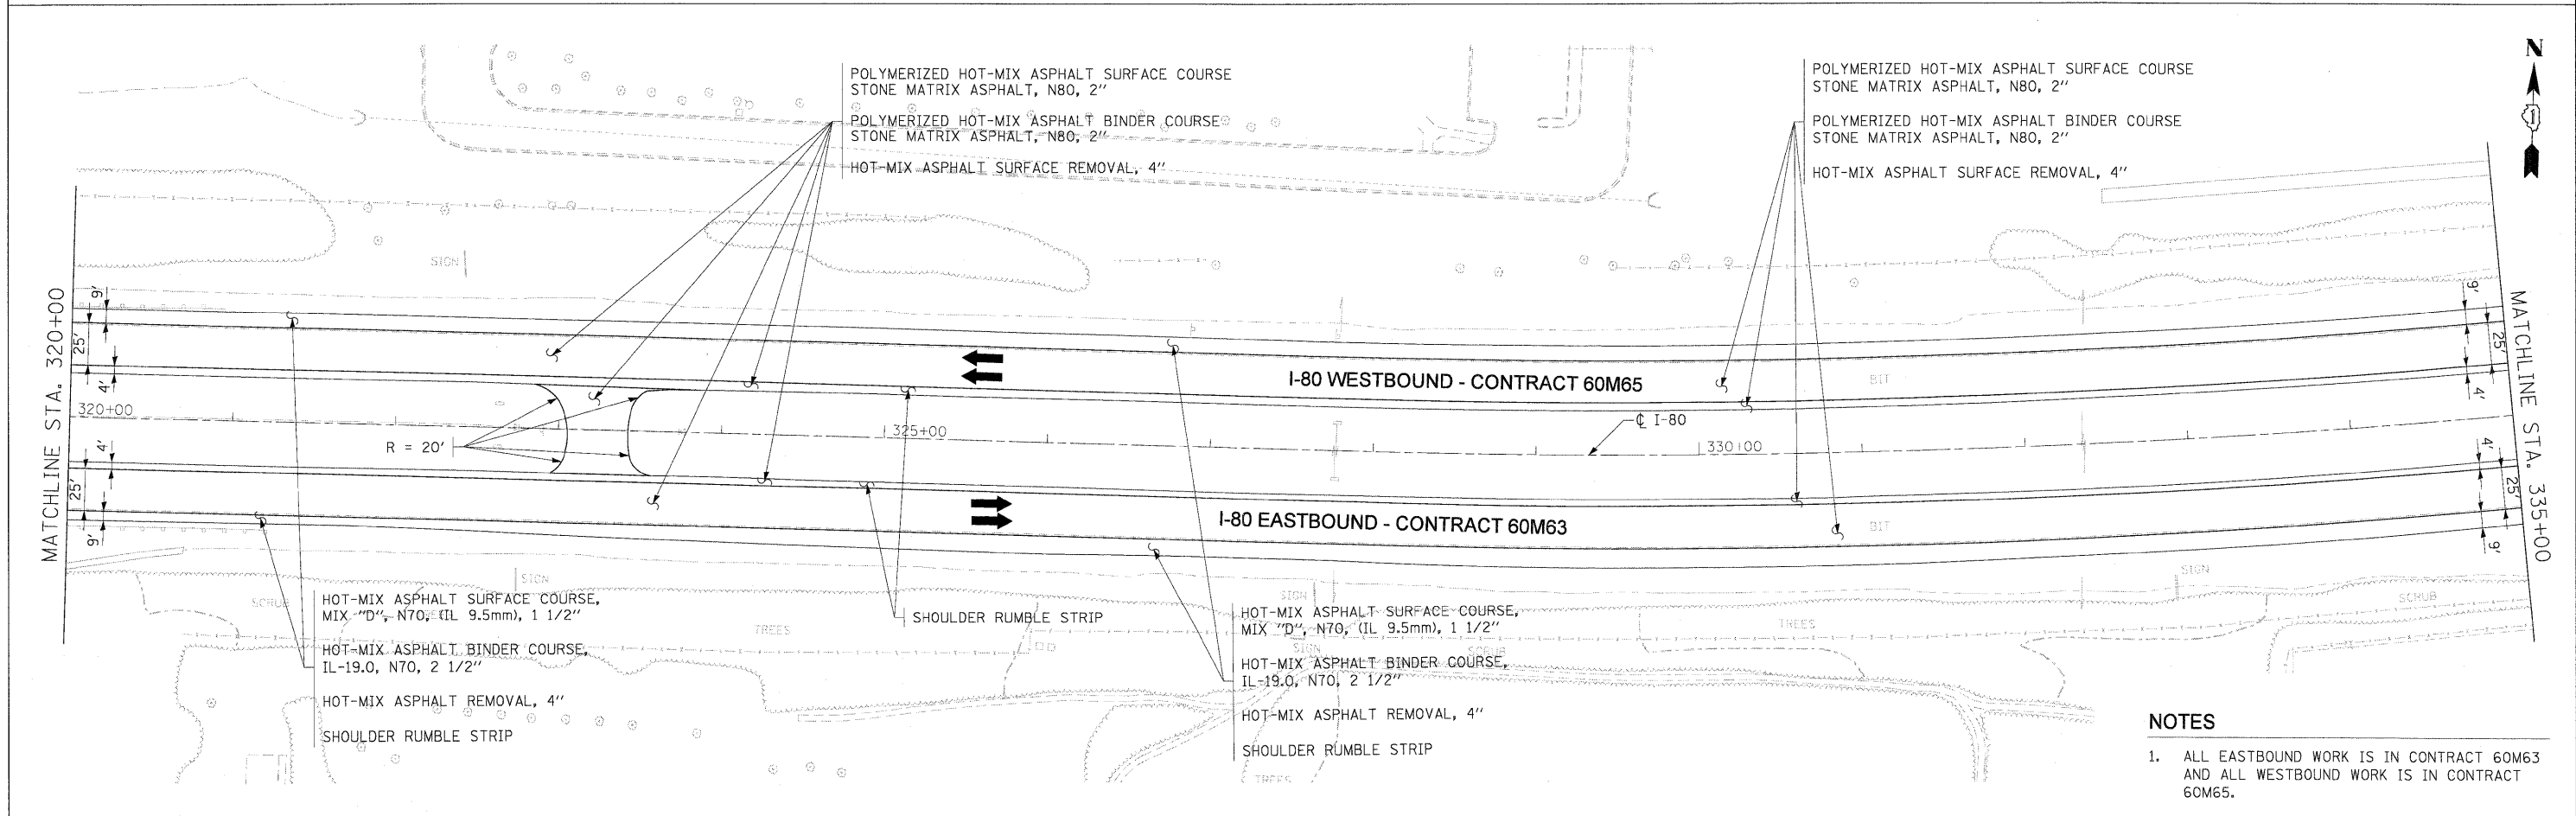 POLYMERIZED HOT-MIX ASPHALT SURFACE COURSE
STONE MATRIX ASPHALT, N80, 2"
POLYMERIZED HOT-MIX ASPHALT BINDER COURSE
STONE MATRIX ASPHALT, N80, 2"
HOT-MIX ASPHALT SURFACE REMOVAL, 4"
POLYMERIZED HOT-MIX ASPHALT SURFACE COURSE
STONE MATRIX ASPHALT, N80, 2"
POLYMERIZED HOT-MIX ASPHALT BINDER COURSE
STONE MATRIX ASPHALT, N80, 2"
HOT-MIX ASPHALT SURFACE REMOVAL, 4"
N
SIGN
MATCHLINE STA. 320+00
9'
25'
4'
320+00
4'
25'
9'
R = 20'
325+00
I-80 WESTBOUND - CONTRACT 60M65
BIT
℄ I-80
330+00
I-80 EASTBOUND - CONTRACT 60M63
BIT
9'
25'
4'
4'
25'
9'
MATCHLINE STA. 335+00
SIGN
SCRUB
HOT-MIX ASPHALT SURFACE COURSE,
MIX "D", N70, (IL 9.5mm), 1 1/2"
HOT-MIX ASPHALT BINDER COURSE,
IL-19.0, N70, 2 1/2"
HOT-MIX ASPHALT REMOVAL, 4"
SHOULDER RUMBLE STRIP
TREES
SHOULDER RUMBLE STRIP
SIGN
HOT-MIX ASPHALT SURFACE COURSE,
MIX "D", N70, (IL 9.5mm), 1 1/2"
SIGN
HOT-MIX ASPHALT BINDER COURSE,
IL-19.0, N70, 2 1/2"
HOT-MIX ASPHALT REMOVAL, 4"
SHOULDER RUMBLE STRIP
TREES
SCRUB
TREES
SIGN
SCRUB
NOTES
1. ALL EASTBOUND WORK IS IN CONTRACT 60M63
AND ALL WESTBOUND WORK IS IN CONTRACT
60M65.